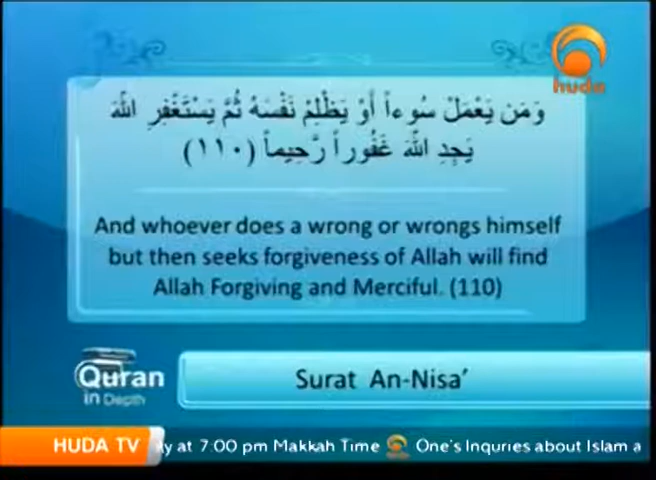 huda
وَمَن يَعْمَلْ سُوءاً أَوْ يَظْلِمْ نَفْسَهُ ثُمَّ يَسْتَغْفِرِ اللّهَ
يَجِدِ اللّهَ غَفُوراً رَّحِيماً (١١٠)
And whoever does a wrong or wrongs himself
but then seeks forgiveness of Allah will find
Allah Forgiving and Merciful. (110)
Quran
in Depth
Surat An-Nisa’
HUDA TV
at 7:00 pm Makkah Time One's Inquries about Islam a